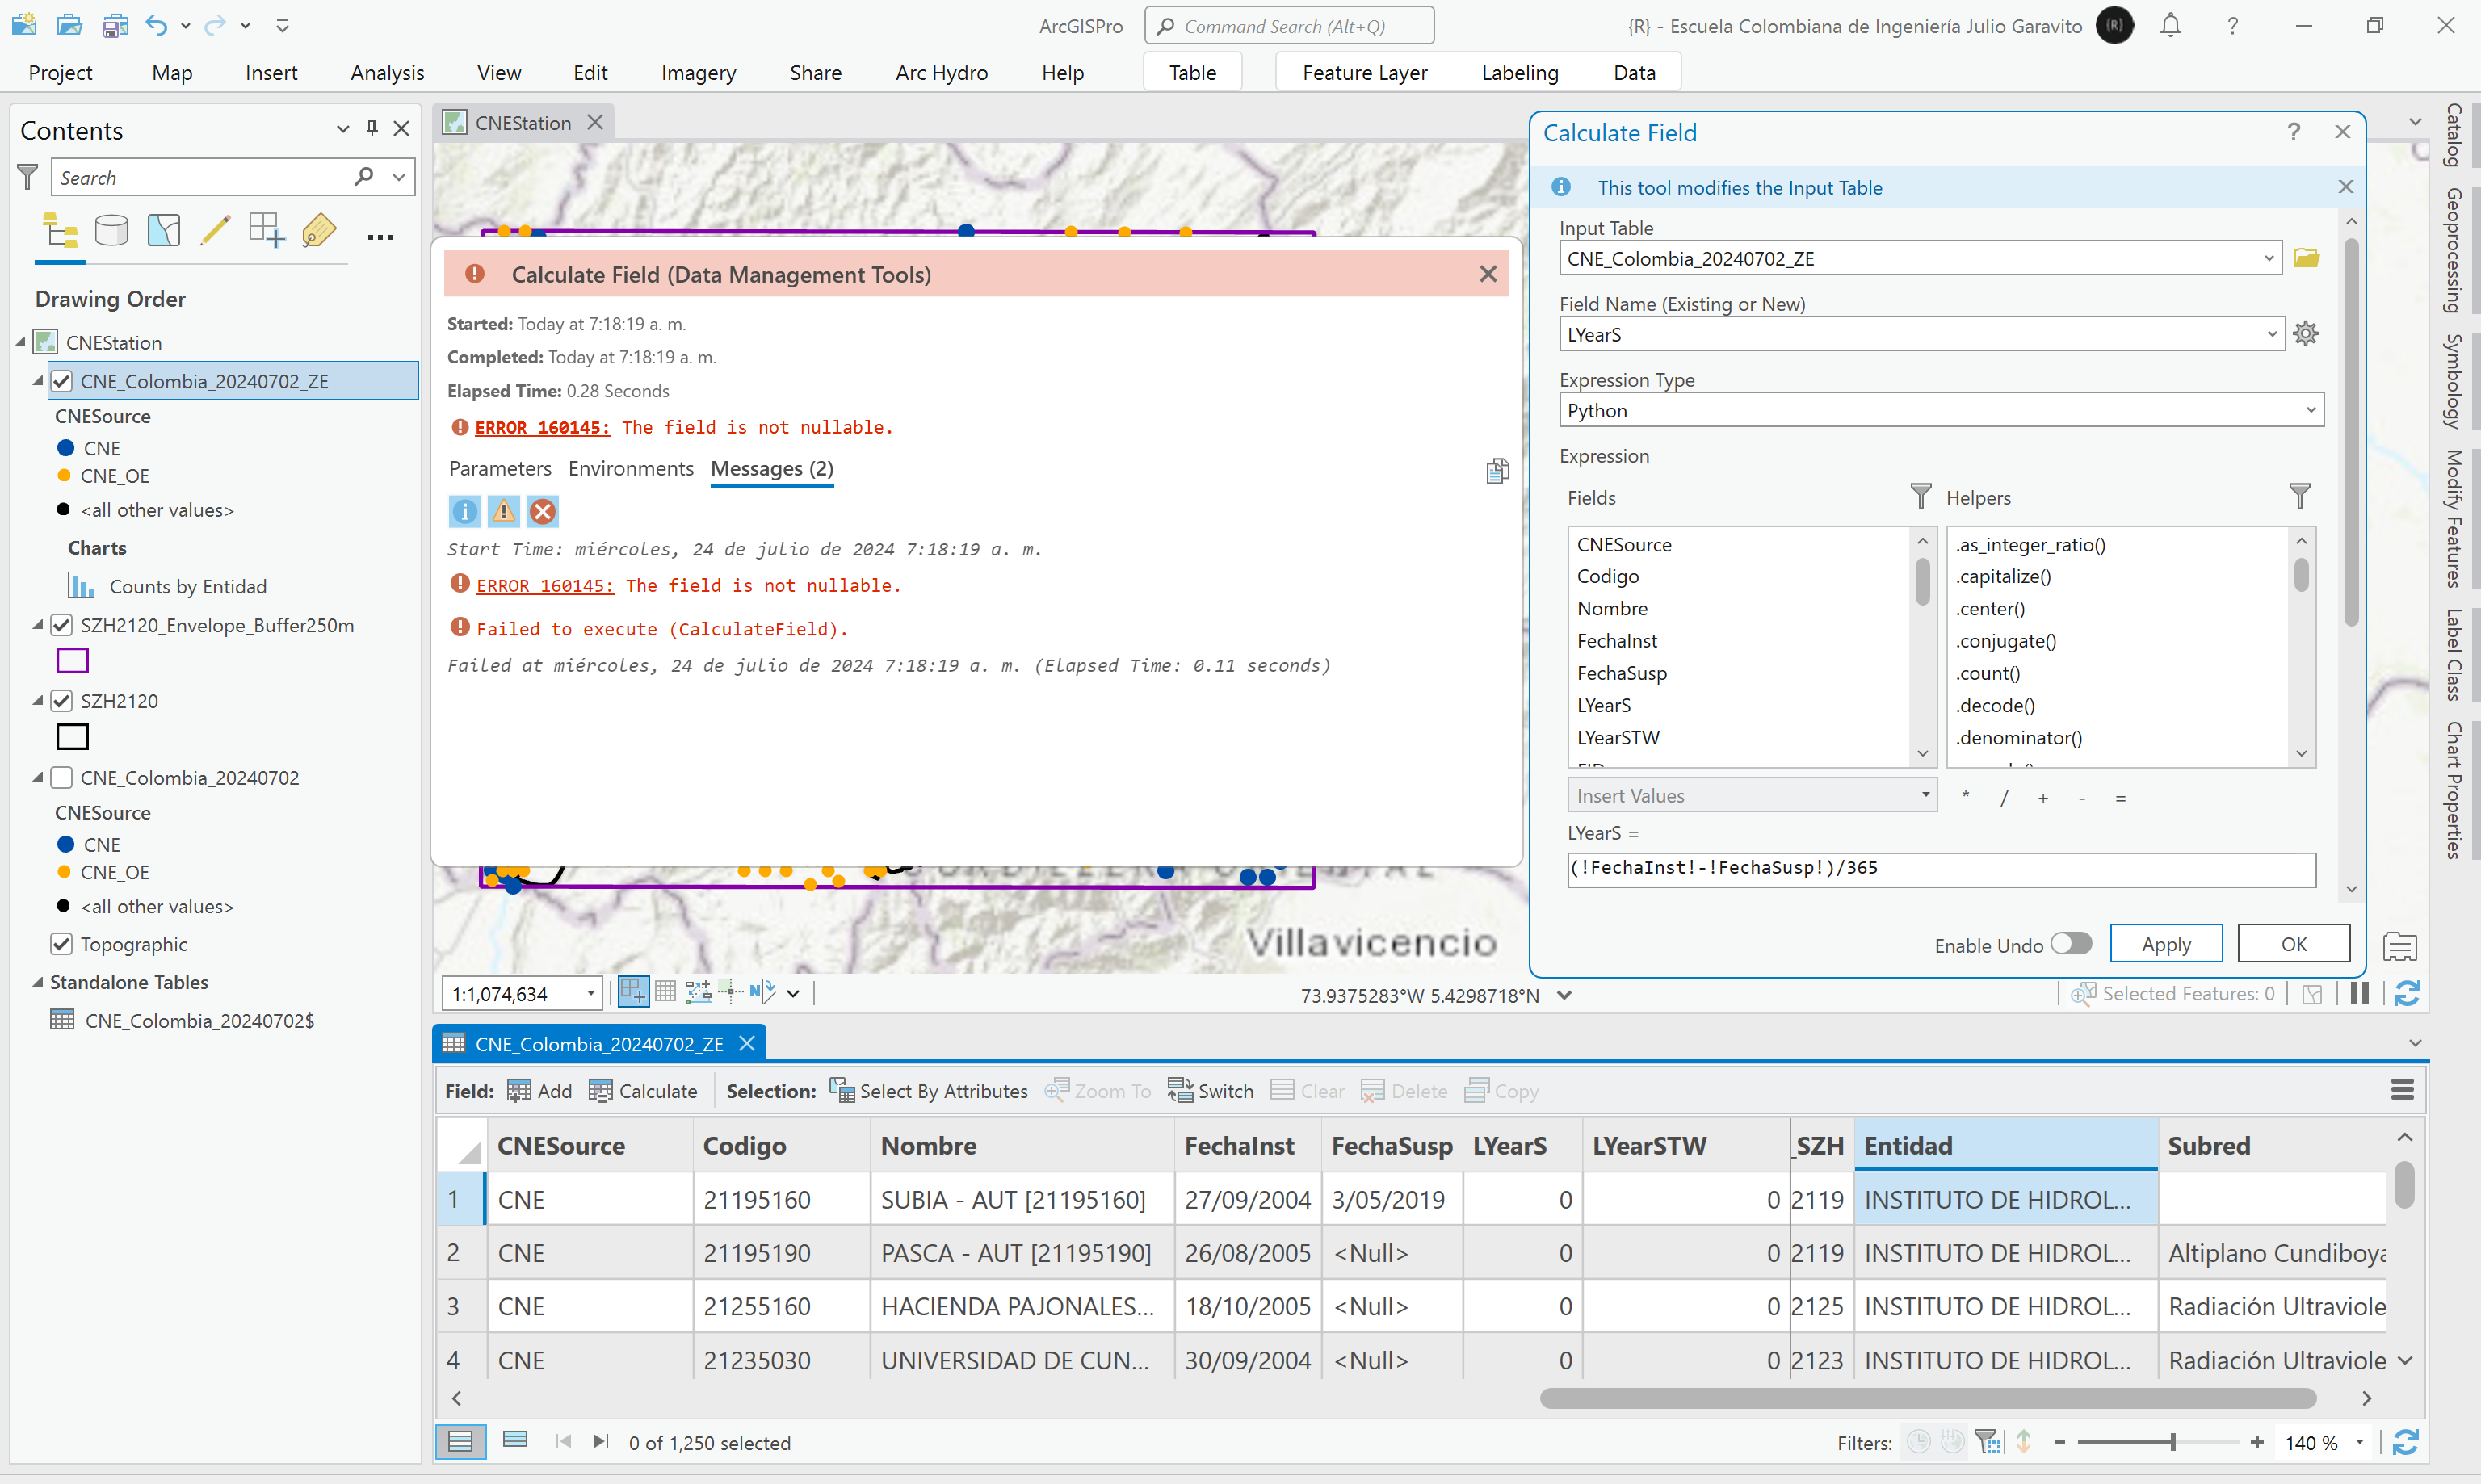 ArcGISPro
Command Search (Alt+Q)
{R} - Escuela Colombiana de Ingeniería Julio Garavito
{R}
?
Project
Map
Insert
Analysis
View
Edit
Imagery
Share
Arc Hydro
Help
Table
Feature Layer
Labeling
Data
Contents
Search
Drawing Order
CNEStation
CNE_Colombia_20240702_ZE
CNESource
CNE
CNE_OE
<all other values>
Charts
Counts by Entidad
SZH2120_Envelope_Buffer250m
SZH2120
CNE_Colombia_20240702
CNESource
CNE
CNE_OE
<all other values>
Topographic
Standalone Tables
CNE_Colombia_20240702$
CNEStation
Calculate Field (Data Management Tools)
Started: Today at 7:18:19 a. m.
Completed: Today at 7:18:19 a. m.
Elapsed Time: 0.28 Seconds
ERROR 160145: The field is not nullable.
Parameters Environments Messages (2)
Start Time: miércoles, 24 de julio de 2024 7:18:19 a. m.
ERROR 160145: The field is not nullable.
Failed to execute (CalculateField).
Failed at miércoles, 24 de julio de 2024 7:18:19 a. m. (Elapsed Time: 0.11 seconds)
Villavicencio
1:1,074,634
73.9375283°W 5.4298718°N
Selected Features: 0
Calculate Field
?
This tool modifies the Input Table
Input Table
CNE_Colombia_20240702_ZE
Field Name (Existing or New)
LYearS
Expression Type
Python
Expression
Fields
Helpers
CNESource
Codigo
Nombre
FechaInst
FechaSusp
LYearS
LYearSTW
.as_integer_ratio()
.capitalize()
.center()
.conjugate()
.count()
.decode()
.denominator()
Insert Values
* / + - =
LYearS =
(!FechaInst!-!FechaSusp!)/365
Enable Undo
Apply
OK
Catalog
Geoprocessing
Symbology
Modify Features
Label Class
Chart Properties
CNE_Colombia_20240702_ZE
Field: Add Calculate Selection: Select By Attributes Zoom To Switch Clear Delete Copy
CNESource Codigo Nombre FechaInst FechaSusp LYearS LYearSTW _SZH Entidad Subred
1 CNE 21195160 SUBIA - AUT [21195160] 27/09/2004 3/05/2019 0 0 2119 INSTITUTO DE HIDROL...
2 CNE 21195190 PASCA - AUT [21195190] 26/08/2005 <Null> 0 0 2119 INSTITUTO DE HIDROL... Altiplano Cundiboya
3 CNE 21255160 HACIENDA PAJONALES... 18/10/2005 <Null> 0 0 2125 INSTITUTO DE HIDROL... Radiación Ultraviole
4 CNE 21235030 UNIVERSIDAD DE CUN... 30/09/2004 <Null> 0 0 2123 INSTITUTO DE HIDROL... Radiación Ultraviole
0 of 1,250 selected
Filters:
140 %